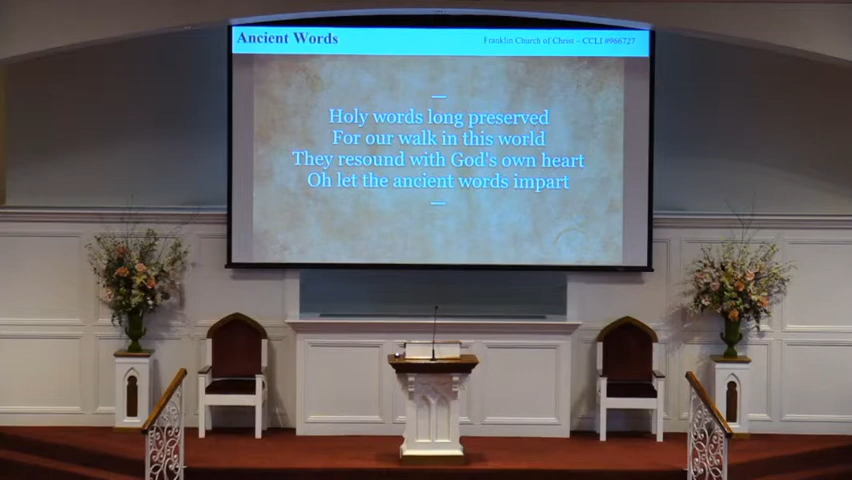 Ancient Words
Franklin Church of Christ – CCLI #966727
Holy words long preserved
For our walk in this world
They resound with God's own heart
Oh let the ancient words impart